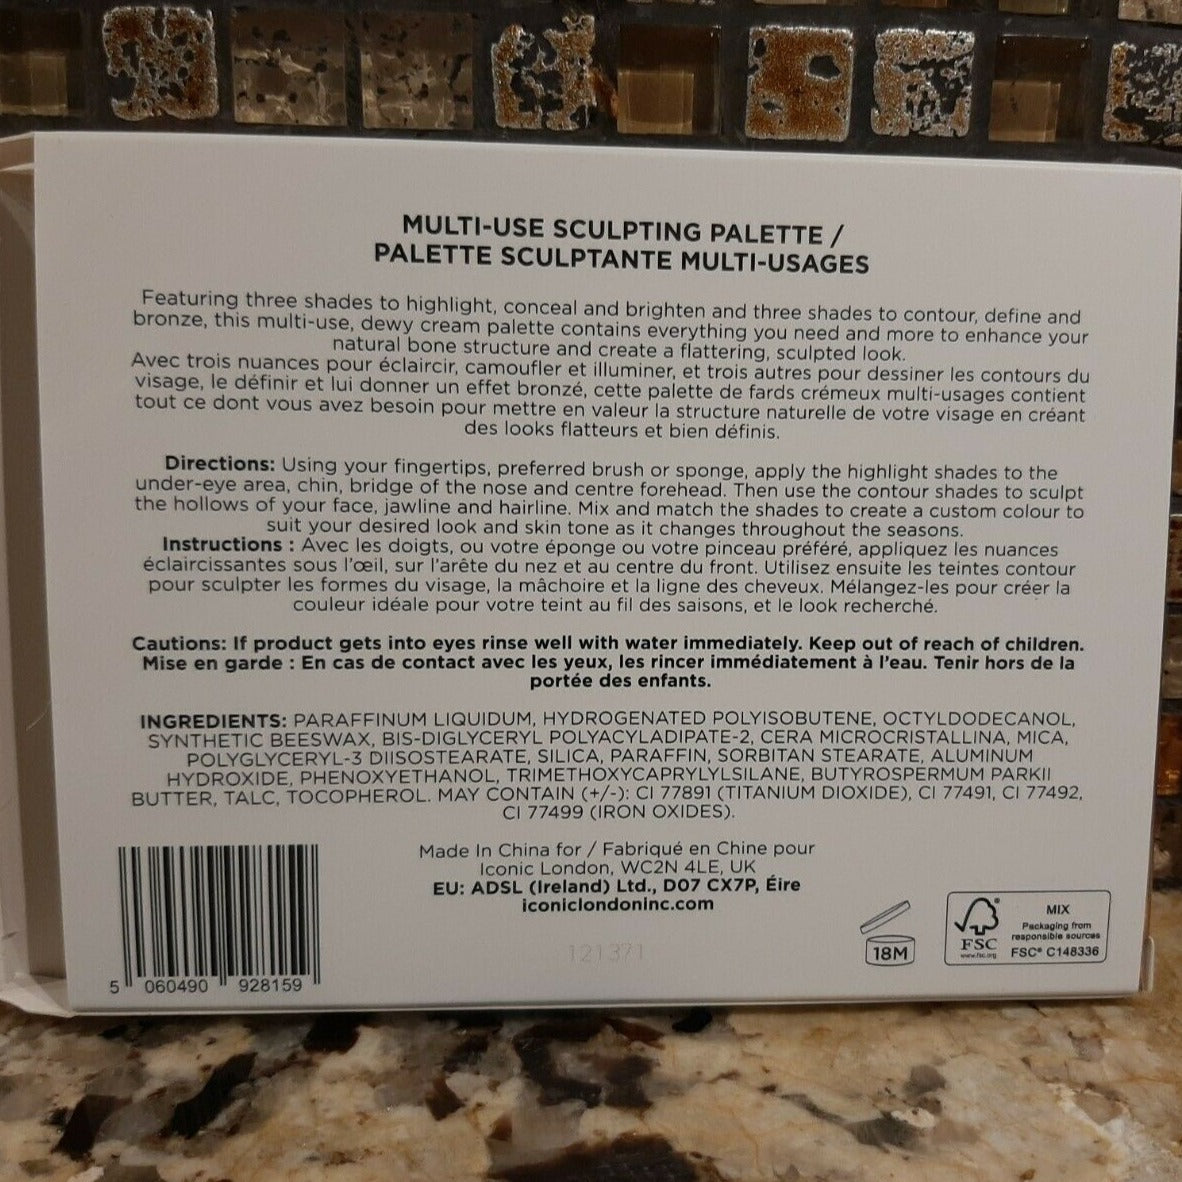 MULTI-USE SCULPTING PALETTE /
PALETTE SCULPTANTE MULTI-USAGES
Featuring three shades to highlight, conceal and brighten and three shades to contour, define and
bronze, this multi-use, dewy cream palette contains everything you need and more to enhance your
natural bone structure and create a flattering, sculpted look.
Avec trois nuances pour éclaircir, camoufler et illuminer, et trois autres pour dessiner les contours du
visage, le définir et lui donner un effet bronzé, cette palette de fards crémeux multi-usages contient
tout ce dont vous avez besoin pour mettre en valeur la structure naturelle de votre visage en créant
des looks flatteurs et bien définis.
Directions: Using your fingertips, preferred brush or sponge, apply the highlight shades to the
under-eye area, chin, bridge of the nose and centre forehead. Then use the contour shades to sculpt
the hollows of your face, jawline and hairline. Mix and match the shades to create a custom colour to
suit your desired look and skin tone as it changes throughout the seasons.
Instructions : Avec les doigts, ou votre éponge ou votre pinceau préféré, appliquez les nuances
éclaircissantes sous l'œil, sur l'arête du nez et au centre du front. Utilisez ensuite les teintes contour
pour sculpter les formes du visage, la mâchoire et la ligne des cheveux. Mélangez-les pour créer la
couleur idéale pour votre teint au fil des saisons, et le look recherché.
Cautions: If product gets into eyes rinse well with water immediately. Keep out of reach of children.
Mise en garde : En cas de contact avec les yeux, les rincer immédiatement à l'eau. Tenir hors de la
portée des enfants.
INGREDIENTS: PARAFFINUM LIQUIDUM, HYDROGENATED POLYISOBUTENE, OCTYLDODECANOL,
SYNTHETIC BEESWAX, BIS-DIGLYCERYL POLYACYLADIPATE-2, CERA MICROCRISTALLINA, MICA,
POLYGLYCERYL-3 DIISOSTEARATE, SILICA, PARAFFIN, SORBITAN STEARATE, ALUMINUM
HYDROXIDE, PHENOXYETHANOL, TRIMETHOXYCAPRYLYLSILANE, BUTYROSPERMUM PARKII
BUTTER, TALC, TOCOPHEROL. MAY CONTAIN (+/-): CI 77891 (TITANIUM DIOXIDE), CI 77491, CI 77492,
CI 77499 (IRON OXIDES).
Made In China for / Fabriqué en Chine pour
Iconic London, WC2N 4LE, UK
EU: ADSL (Ireland) Ltd., D07 CX7P, Éire
iconiclondoninc.com
121371
5 060490 928159
18M
FSC
www.fsc.org
MIX
Packaging from
responsible sources
FSC® C148336